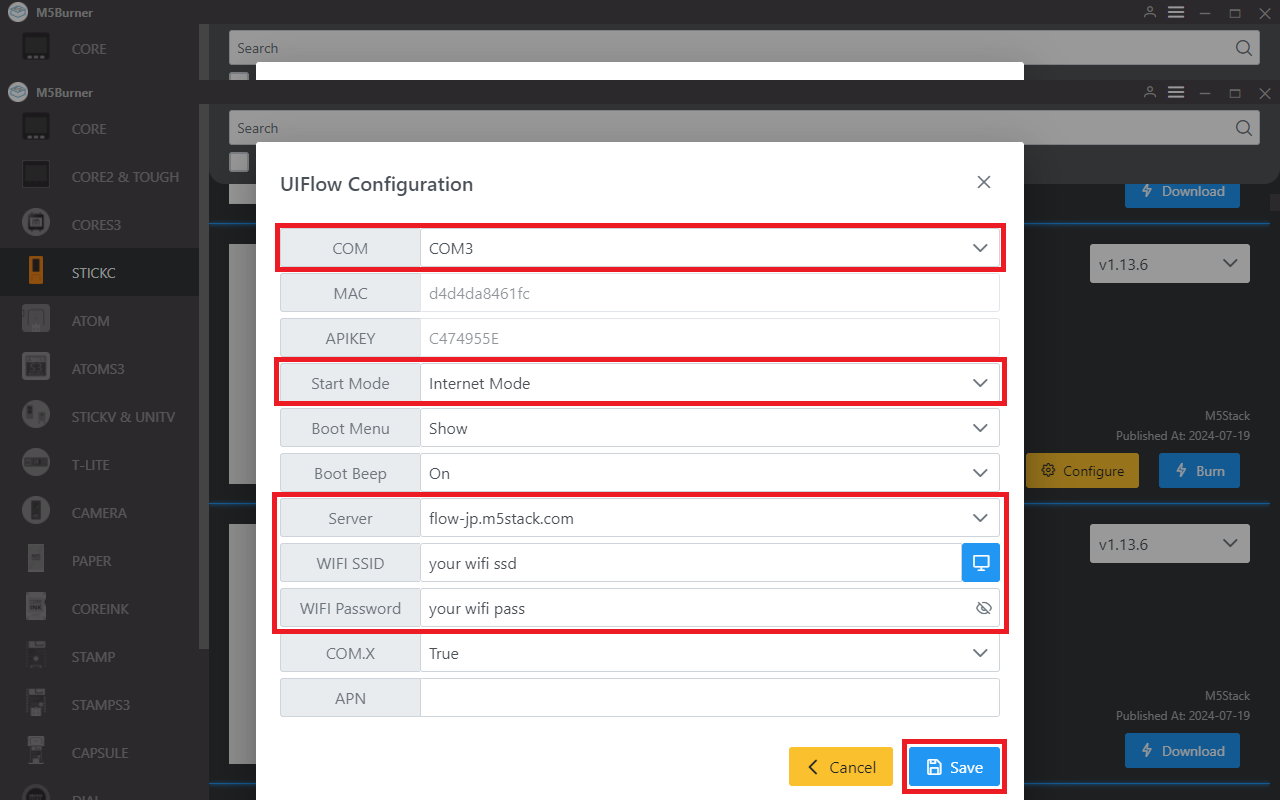 M5Burner
CORE
Search
M5Burner
CORE
Search
CORE2 & TOUGH
UIFlow Configuration
Download
CORES3
COM COM3
v1.13.6
STICKC
MAC d4d4da8461fc
ATOM
APIKEY C474955E
ATOMS3
Start Mode Internet Mode
STICKV & UNITV
M5Stack
Boot Menu Show
Published At: 2024-07-19
T-LITE
Boot Beep On
Configure Burn
CAMERA
Server flow-jp.m5stack.com
v1.13.6
PAPER
WIFI SSID your wifi ssd
COREINK
WIFI Password your wifi pass
STAMP
COM.X True
STAMPS3
APN
M5Stack
Published At: 2024-07-19
CAPSULE
Cancel Save
Download
DIAL